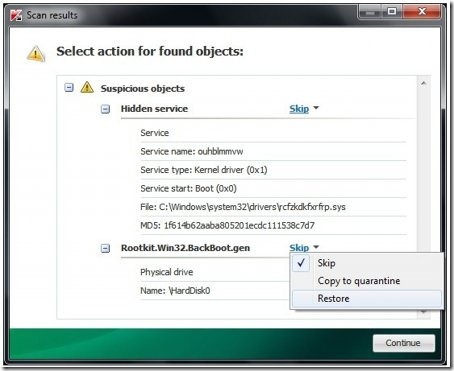 Scan results
Select action for found objects:
Suspicious objects
Hidden service Skip
Service
Service name: ouhblmmvw
Service type: Kernel driver (0x1)
Service start: Boot (0x0)
File: C:\Windows\system32\drivers\rcfzkdkfxrfrp.sys
MD5: 1f614b62aaba805201ecdc111538c7d7
Rootkit.Win32.BackBoot.gen Skip
Physical drive
Name: \HardDisk0
Skip
Copy to quarantine
Restore
Continue